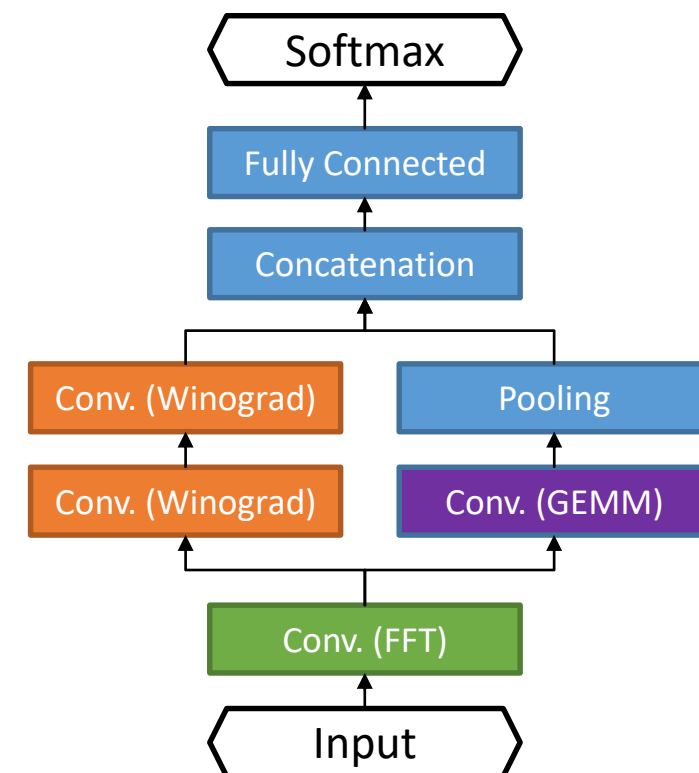 Softmax
Fully Connected
Concatenation
Conv. (Winograd)
Pooling
Conv. (Winograd)
Conv. (GEMM)
Conv. (FFT)
Input